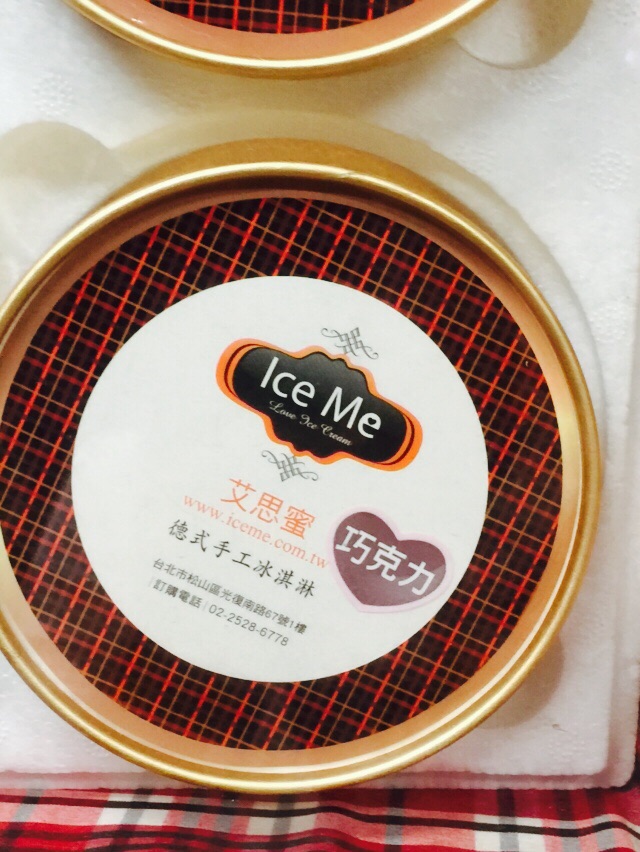 Ice Me
Love Ice Cream
艾思蜜
www.iceme.com.tw
德式手工冰淇淋
巧克力
台北市松山區光復南路67號1樓
訂購電話|02-2528-6778